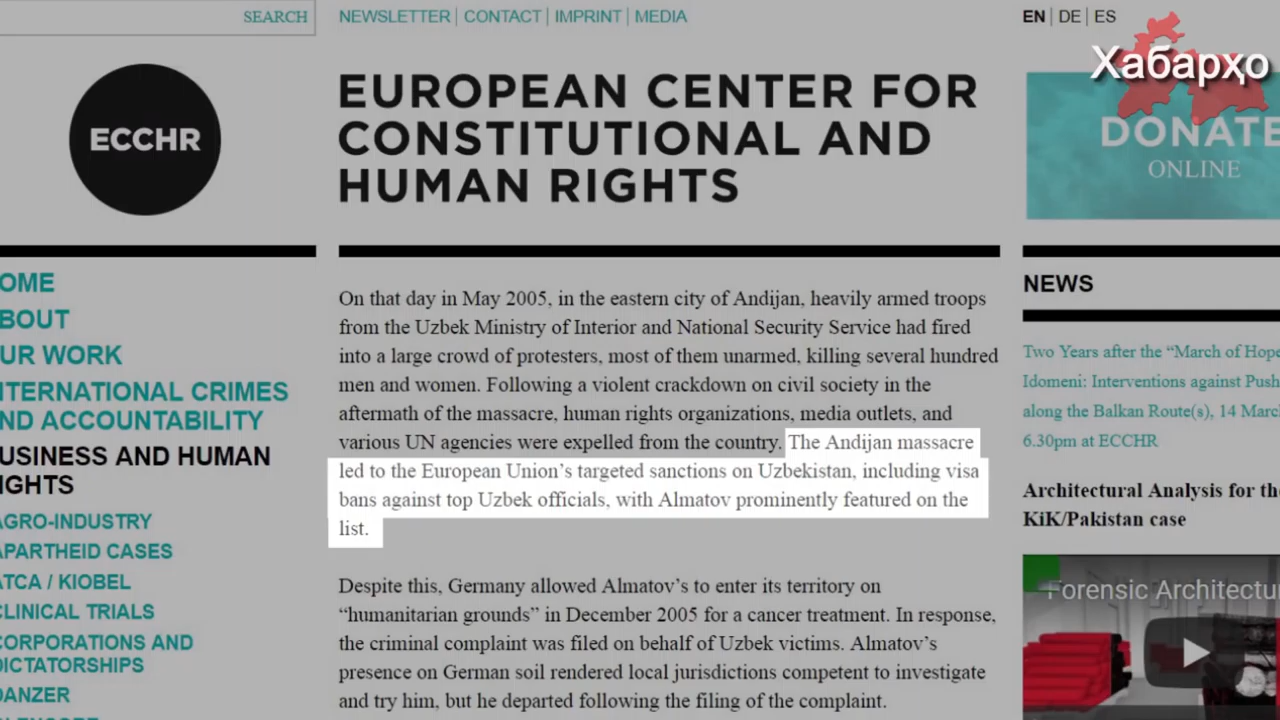 SEARCH
NEWSLETTER | CONTACT | IMPRINT | MEDIA
EN | DE | ES
Хабарҳо
ECCHR
EUROPEAN CENTER FOR
CONSTITUTIONAL AND
HUMAN RIGHTS
DONATE
ONLINE
OME
BOUT
UR WORK
NTERNATIONAL CRIMES
ND ACCOUNTABILITY
USINESS AND HUMAN
IGHTS
AGRO-INDUSTRY
APARTHEID CASES
ATCA / KIOBEL
CLINICAL TRIALS
CORPORATIONS AND
DICTATORSHIPS
DANZER
On that day in May 2005, in the eastern city of Andijan, heavily armed troops
from the Uzbek Ministry of Interior and National Security Service had fired
into a large crowd of protesters, most of them unarmed, killing several hundred
men and women. Following a violent crackdown on civil society in the
aftermath of the massacre, human rights organizations, media outlets, and
various UN agencies were expelled from the country. The Andijan massacre
led to the European Union's targeted sanctions on Uzbekistan, including visa
bans against top Uzbek officials, with Almatov prominently featured on the
list.
Despite this, Germany allowed Almatov's to enter its territory on
“humanitarian grounds” in December 2005 for a cancer treatment. In response,
the criminal complaint was filed on behalf of Uzbek victims. Almatov's
presence on German soil rendered local jurisdictions competent to investigate
and try him, but he departed following the filing of the complaint.
NEWS
Two Years after the “March of Hope
Idomeni: Interventions against Push
along the Balkan Route(s), 14 Marc
6.30pm at ECCHR
Architectural Analysis for the
KiK/Pakistan case
Forensic Architectu